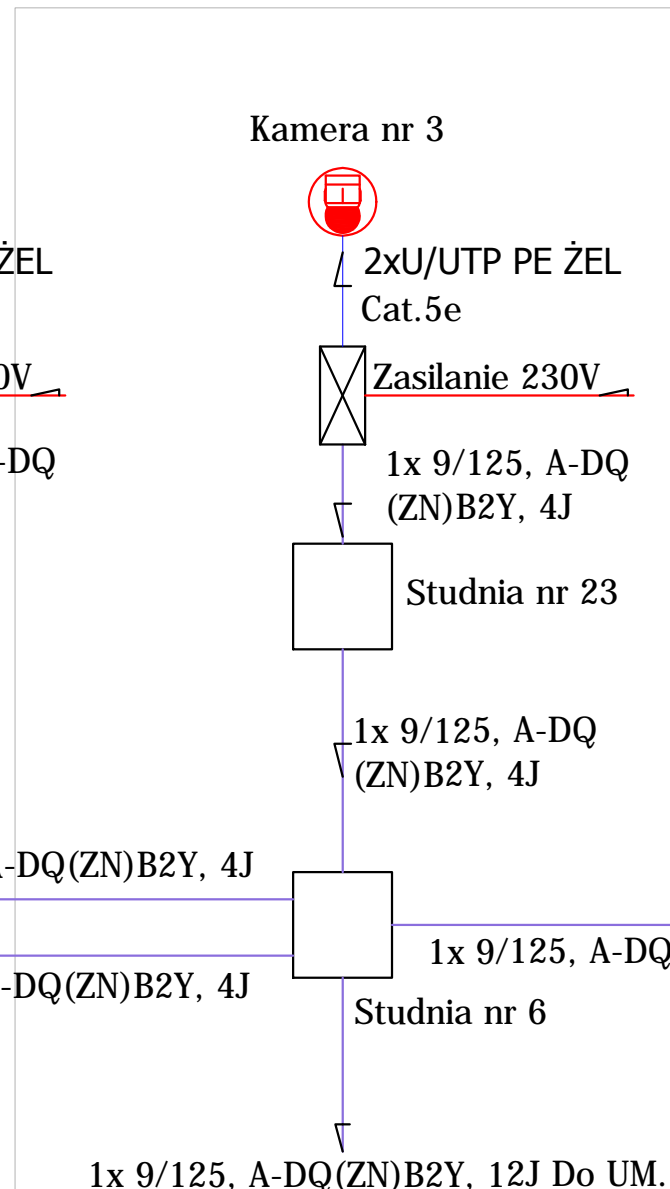 Kamera nr 3
ŻEL
2xU/UTP PE ŻEL
Cat.5e
0V
Zasilanie 230V
-DQ
1x 9/125, A-DQ
(ZN)B2Y, 4J
Studnia nr 23
1x 9/125, A-DQ
(ZN)B2Y, 4J
A-DQ(ZN)B2Y, 4J
1x 9/125, A-DQ
-DQ(ZN)B2Y, 4J
Studnia nr 6
1x 9/125, A-DQ(ZN)B2Y, 12J Do UM.